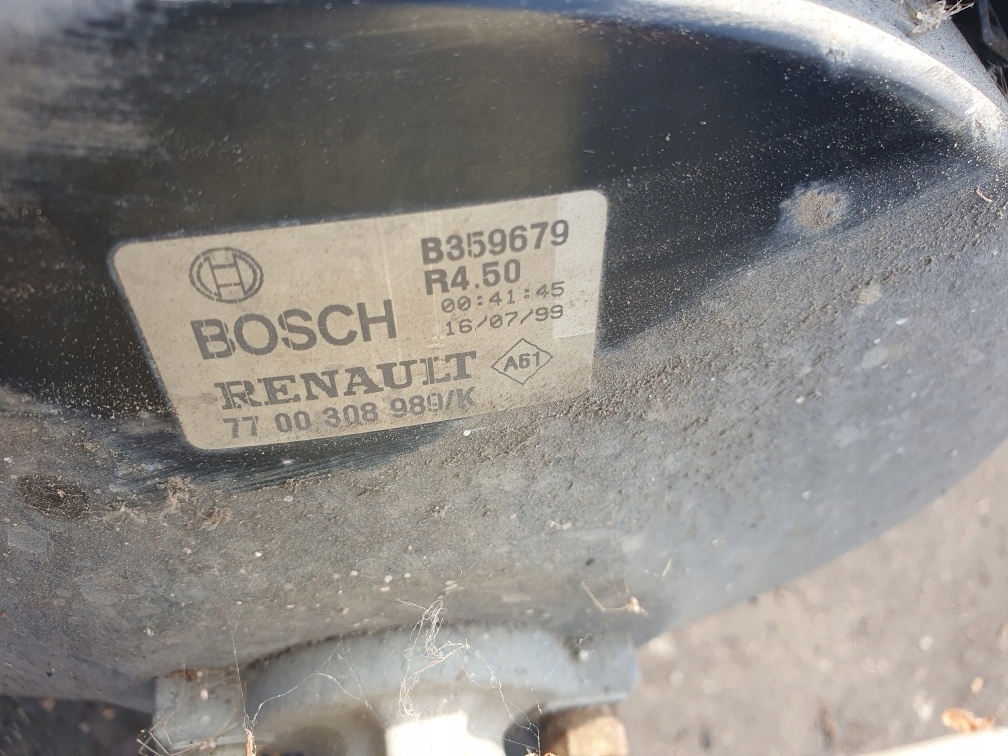 BOSCH
B359679
R4.50
00:41:45
16/07/99
RENAULT
A61
77 00 308 989/K